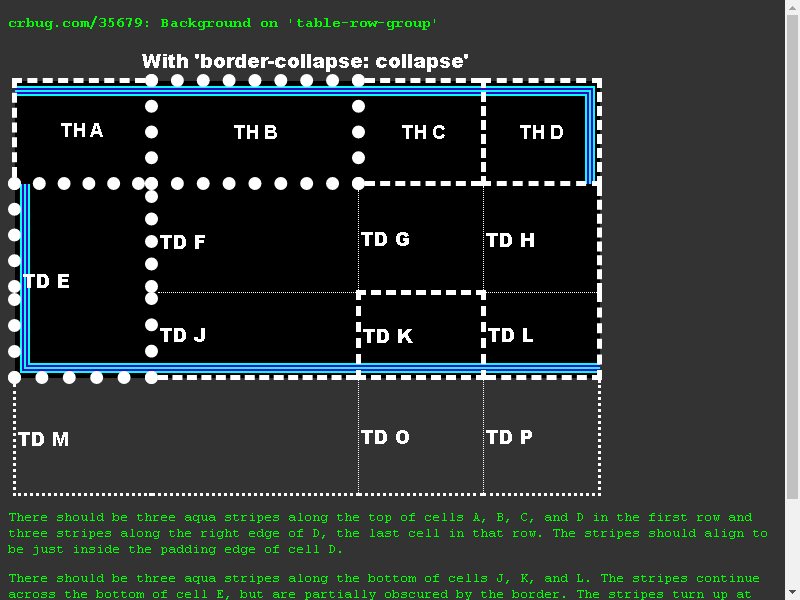 crbug.com/35679: Background on 'table-row-group'
With 'border-collapse: collapse'
TH A TH B TH C TH D
TD F TD G TD H
TD E
TD J TD K TD L
TD M TD O TD P
There should be three aqua stripes along the top of cells A, B, C, and D in the first row and
three stripes along the right edge of D, the last cell in that row. The stripes should align to
be just inside the padding edge of cell D.
There should be three aqua stripes along the bottom of cells J, K, and L. The stripes continue
across the bottom of cell E, but are partially obscured by the border. The stripes turn up at